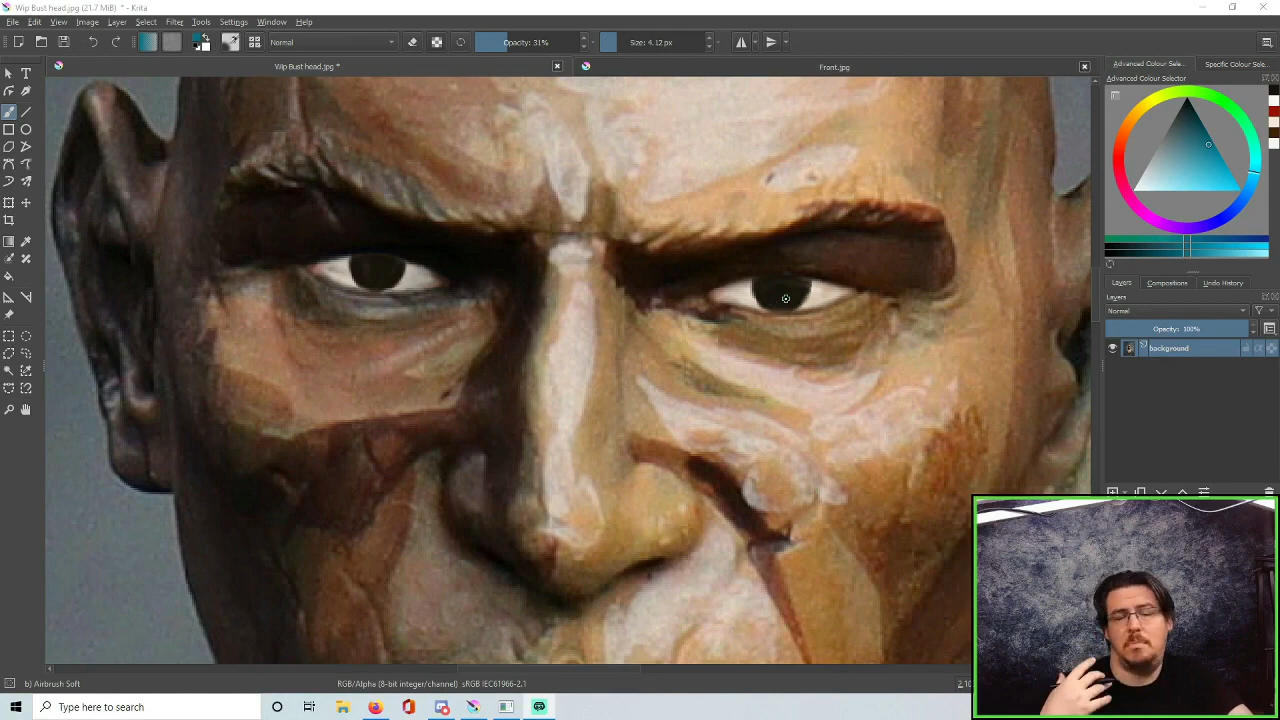 Wip Bust head.jpg (21.7 MiB) * - Krita
File Edit View Image Layer Select Filter Tools Settings Window Help
Normal Opacity: 31% Size: 4.12 px
Wip Bust head.jpg * Front.jpg
Advanced Colour Sele... Specific Colour Sele...
Advanced Colour Selector
Layers Compositions Undo History
Layers
Normal
Opacity: 100%
background
b) Airbrush Soft RGB/Alpha (8-bit integer/channel) sRGB IEC61966-2.1
Type here to search